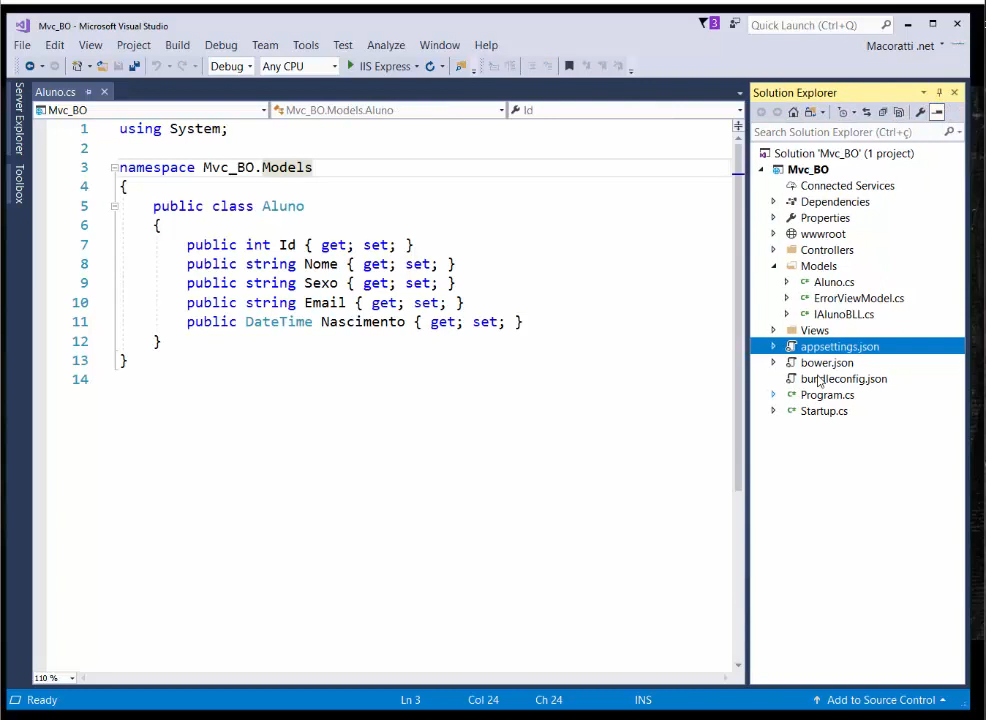 Mvc_BO - Microsoft Visual Studio
3
Quick Launch (Ctrl+Q)
File Edit View Project Build Debug Team Tools Test Analyze Window Help
Macoratti .net
Debug Any CPU IIS Express
Server Explorer
Toolbox
Aluno.cs
Mvc_BO Mvc_BO.Models.Aluno Id
1 using System;
2
3 namespace Mvc_BO.Models
4 {
5 public class Aluno
6 {
7 public int Id { get; set; }
8 public string Nome { get; set; }
9 public string Sexo { get; set; }
10 public string Email { get; set; }
11 public DateTime Nascimento { get; set; }
12 }
13 }
14
110 %
Solution Explorer
Search Solution Explorer (Ctrl+ç)
Solution 'Mvc_BO' (1 project)
Mvc_BO
Connected Services
Dependencies
Properties
wwwroot
Controllers
Models
Aluno.cs
ErrorViewModel.cs
IAlunoBLL.cs
Views
appsettings.json
bower.json
bundleconfig.json
Program.cs
Startup.cs
Ready Ln 3 Col 24 Ch 24 INS Add to Source Control